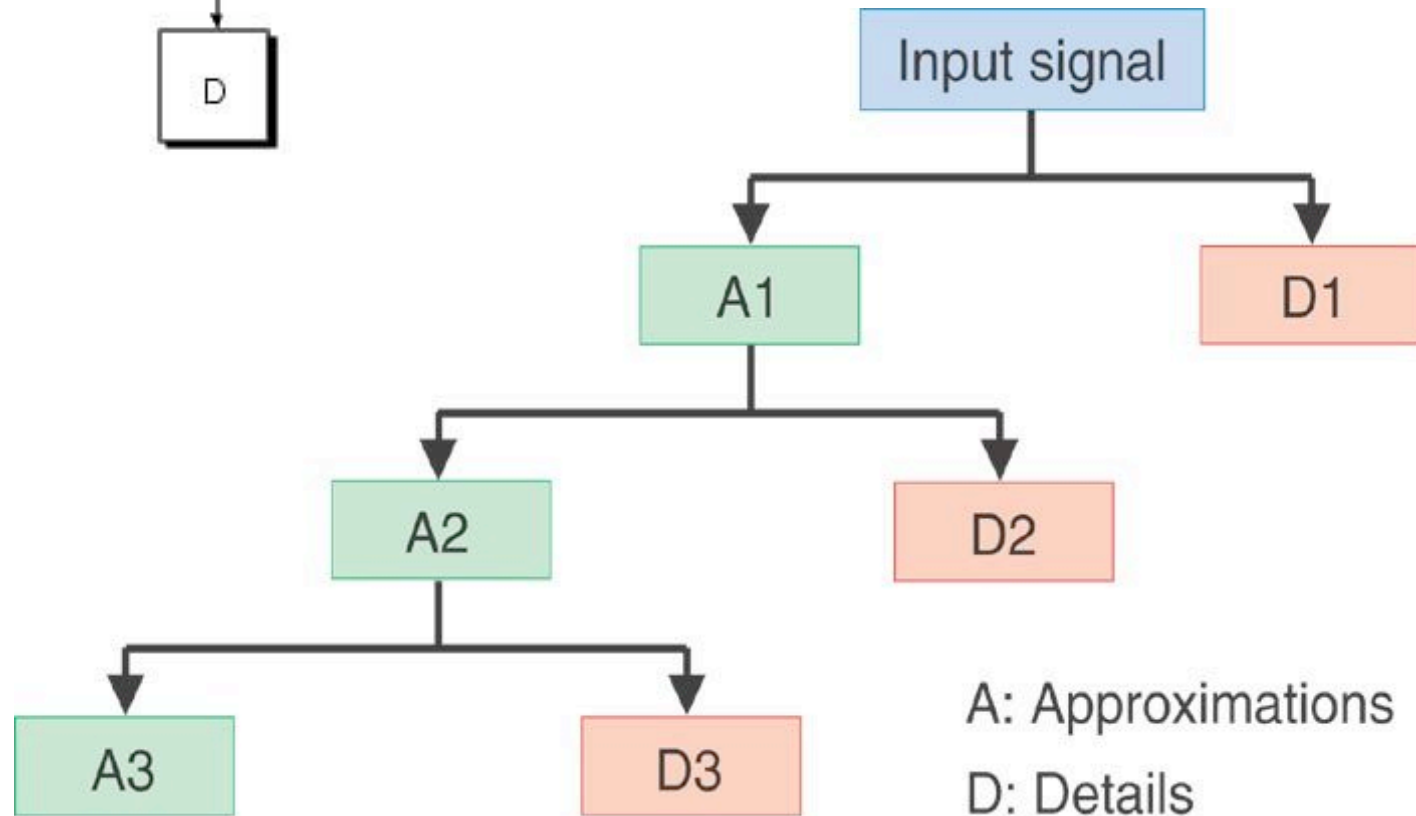 D
Input signal
A1
D1
A2
D2
A3
D3
A: Approximations
D: Details